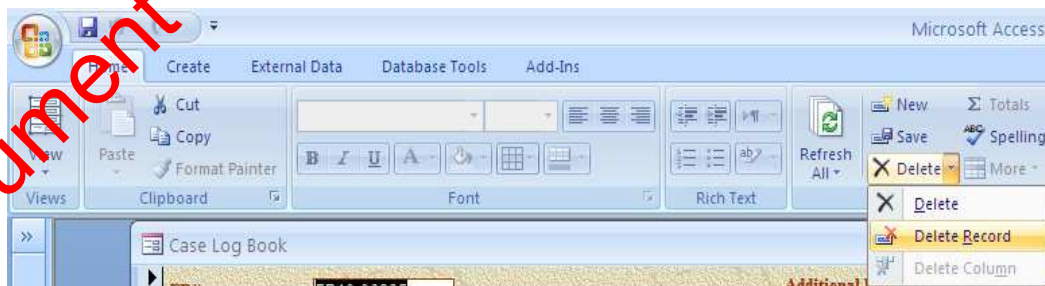 Microsoft Access
Home Create External Data Database Tools Add-Ins
Cut
Copy
Format Painter
View
Paste
B I U A
Refresh All
New
Save
Delete
Σ Totals
ABC Spelling
More
Views Clipboard Font Rich Text
Delete
Delete Record
Delete Column
Case Log Book
Additional
ument